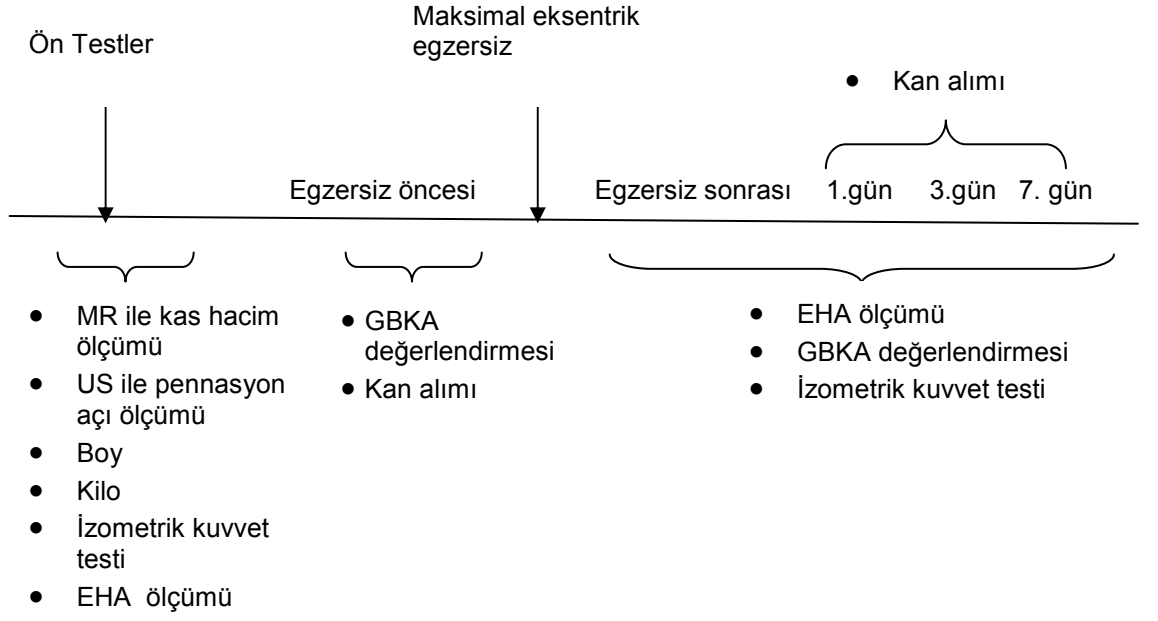 Ön Testler
Maksimal eksentrik
egzersiz
● Kan alımı
Egzersiz öncesi
Egzersiz sonrası 1.gün 3.gün 7. gün
● MR ile kas hacim
ölçümü
● US ile pennasyon
açı ölçümü
● Boy
● Kilo
● İzometrik kuvvet
testi
● EHA ölçümü
● GBKA
değerlendirmesi
● Kan alımı
● EHA ölçümü
● GBKA değerlendirmesi
● İzometrik kuvvet testi